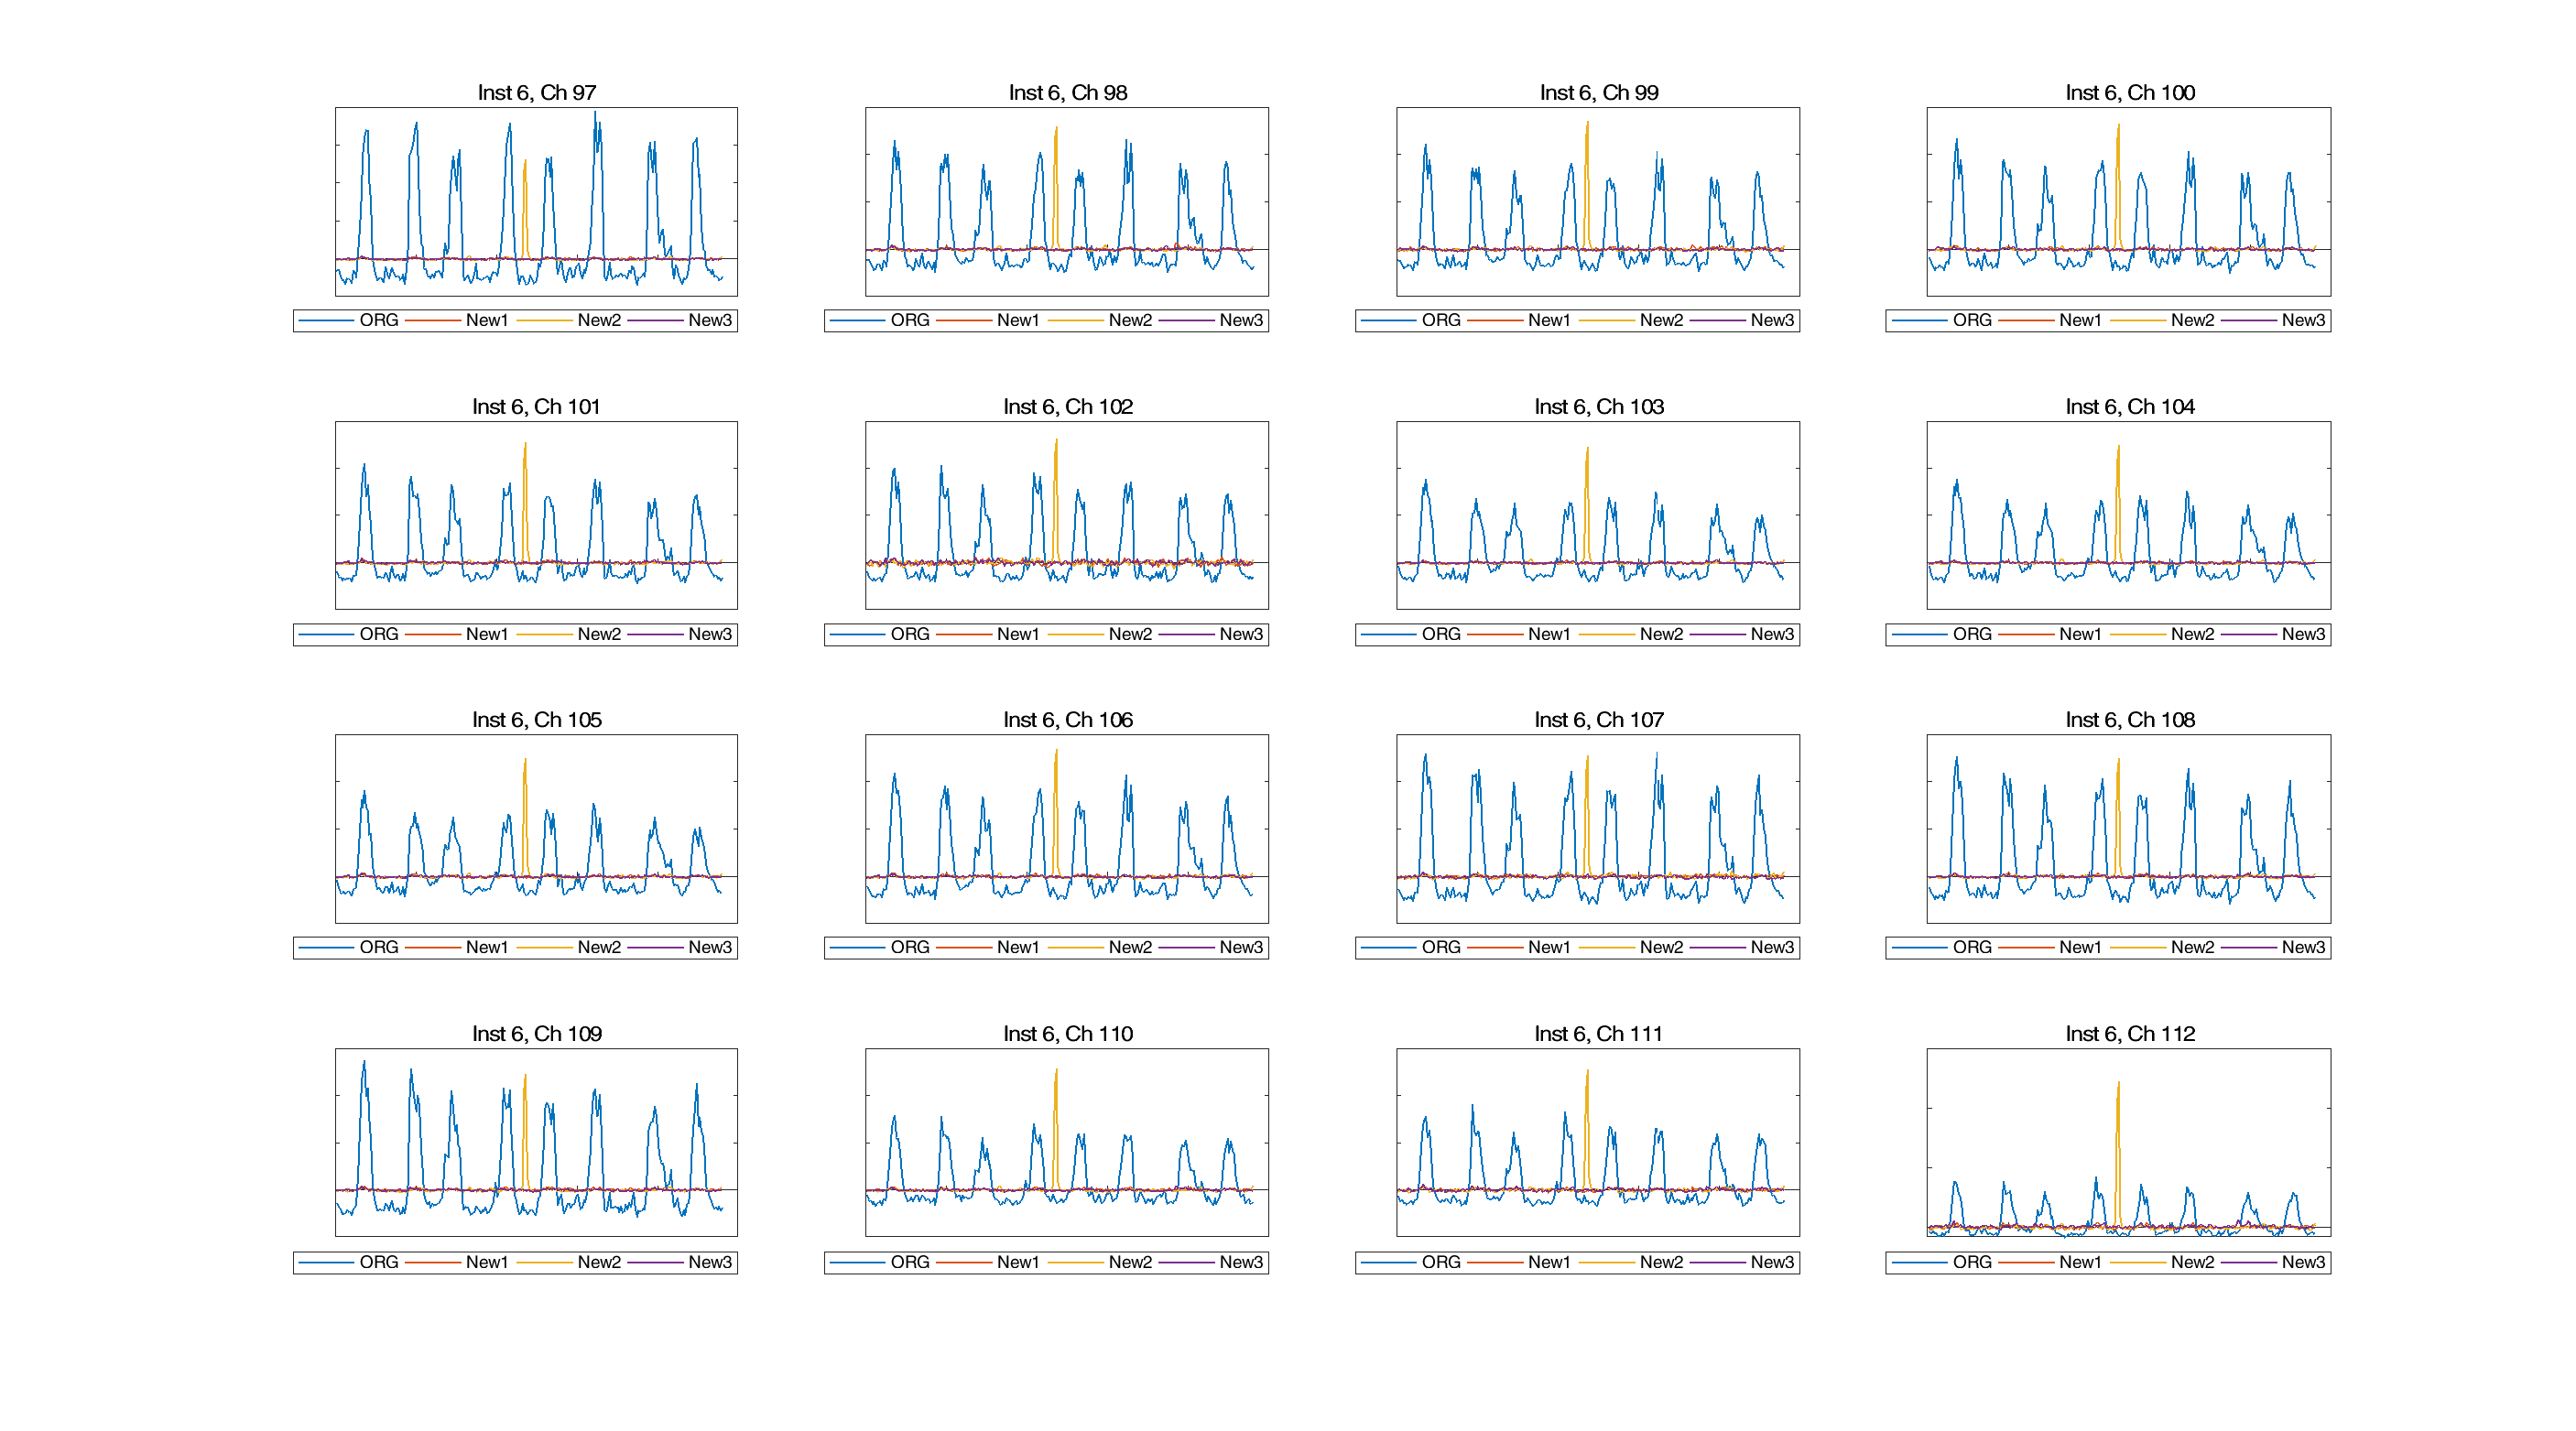 Inst 6, Ch 97
Inst 6, Ch 98
Inst 6, Ch 99
Inst 6, Ch 100
ORG New1 New2 New3
ORG New1 New2 New3
ORG New1 New2 New3
ORG New1 New2 New3
Inst 6, Ch 101
Inst 6, Ch 102
Inst 6, Ch 103
Inst 6, Ch 104
ORG New1 New2 New3
ORG New1 New2 New3
ORG New1 New2 New3
ORG New1 New2 New3
Inst 6, Ch 105
Inst 6, Ch 106
Inst 6, Ch 107
Inst 6, Ch 108
ORG New1 New2 New3
ORG New1 New2 New3
ORG New1 New2 New3
ORG New1 New2 New3
Inst 6, Ch 109
Inst 6, Ch 110
Inst 6, Ch 111
Inst 6, Ch 112
ORG New1 New2 New3
ORG New1 New2 New3
ORG New1 New2 New3
ORG New1 New2 New3